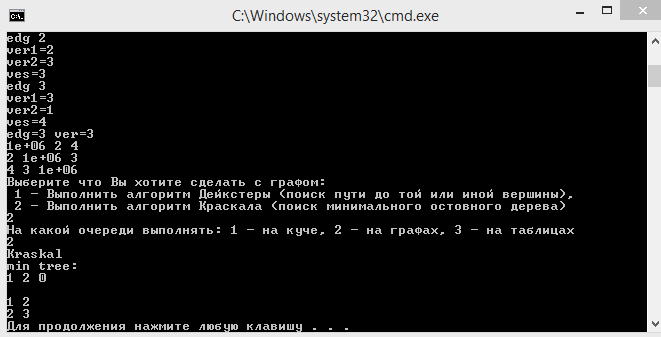 C:\Windows\system32\cmd.exe
edg 2
ver1=2
ver2=3
ves=3
edg 3
ver1=3
ver2=1
ves=4
edg=3 ver=3
1e+06 2 4
2 1e+06 3
4 3 1e+06
Выберите что Вы хотите сделать с графом:
1 - Выполнить алгоритм Дейкстеры (поиск пути до той или иной вершины),
2 - Выполнить алгоритм Краскала (поиск минимального остовного дерева)
2
На какой очереди выполнять: 1 - на куче, 2 - на графах, 3 - на таблицах
2
Kraskal
min tree:
1 2 0
1 2
2 3
Для продолжения нажмите любую клавишу . . .